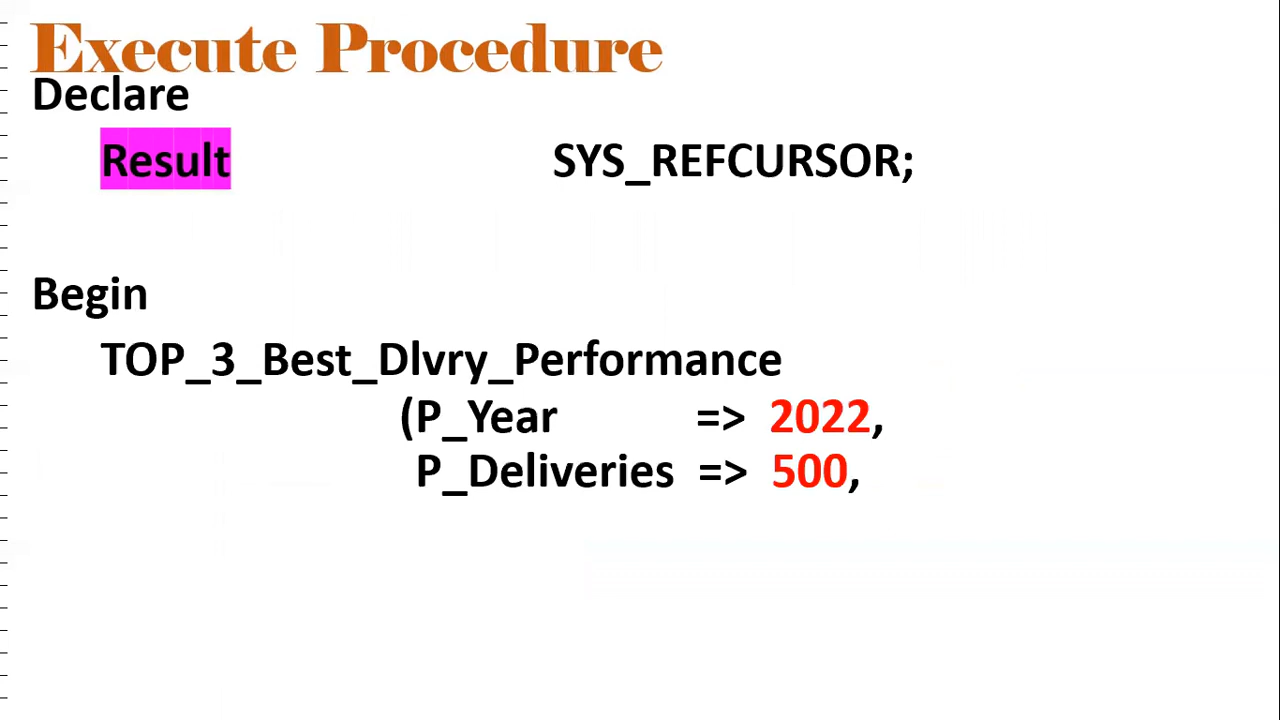 Execute Procedure
Declare
Result SYS_REFCURSOR;
Begin
TOP_3_Best_Dlvry_Performance
(P_Year => 2022,
P_Deliveries => 500,